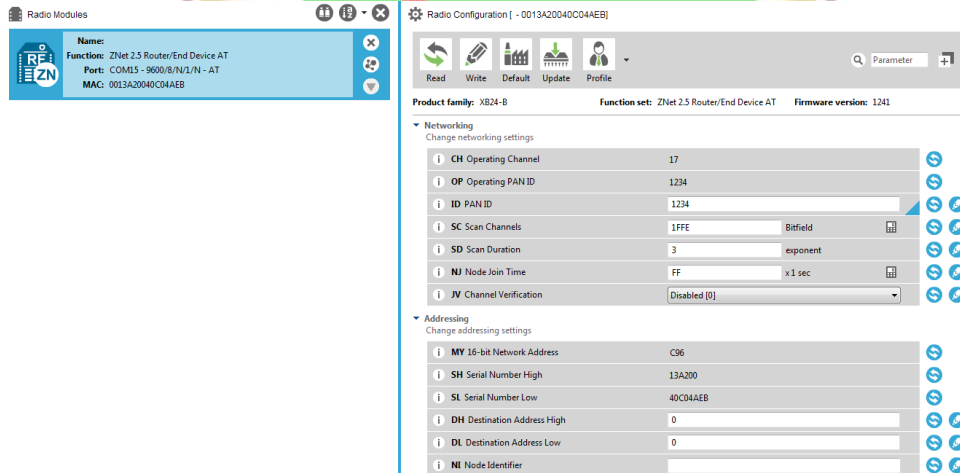 Radio Modules
Name:
Function: ZNet 2.5 Router/End Device AT
Port: COM15 - 9600/8/N/1/N - AT
MAC: 0013A20040C04AEB
RF
ZN
Radio Configuration [ - 0013A20040C04AEB]
Read Write Default Update Profile
Parameter
Product family: XB24-B Function set: ZNet 2.5 Router/End Device AT Firmware version: 1241
Networking
Change networking settings
i CH Operating Channel 17
i OP Operating PAN ID 1234
i ID PAN ID 1234
i SC Scan Channels 1FFE Bitfield
i SD Scan Duration 3 exponent
i NJ Node Join Time FF x 1 sec
i JV Channel Verification Disabled [0]
Addressing
Change addressing settings
i MY 16-bit Network Address C96
i SH Serial Number High 13A200
i SL Serial Number Low 40C04AEB
i DH Destination Address High 0
i DL Destination Address Low 0
i NI Node Identifier